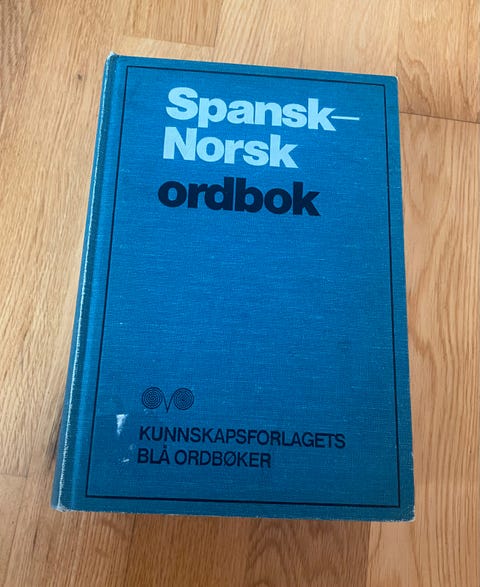 Spansk–
Norsk
ordbok
KUNNSKAPSFORLAGETS
BLÅ ORDBØKER